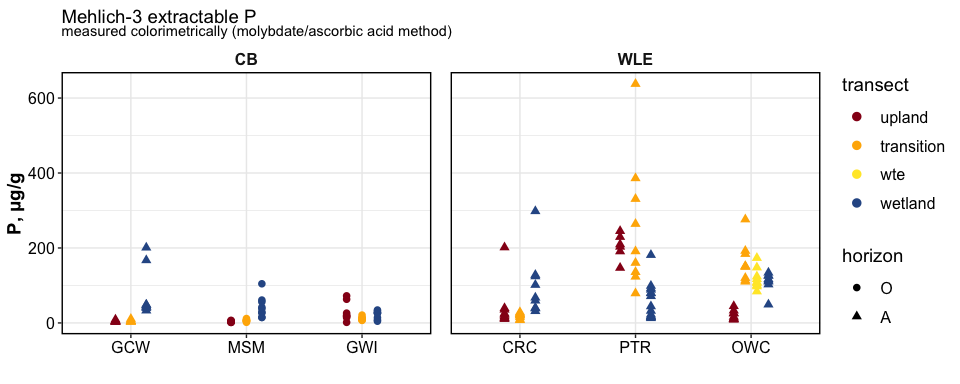 Mehlich-3 extractable P
measured colorimetrically (molybdate/ascorbic acid method)
CB
WLE
P, µg/g
600
400
200
0
GCW
MSM
GWI
CRC
PTR
OWC
transect
upland
transition
wte
wetland
horizon
O
A